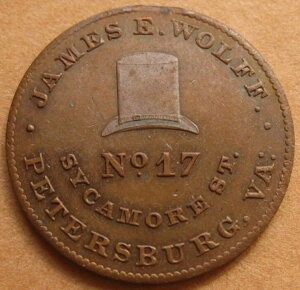 · JAMES E. WOLFF. ·
No 17
SYCAMORE ST.
PETERSBURG. VA: